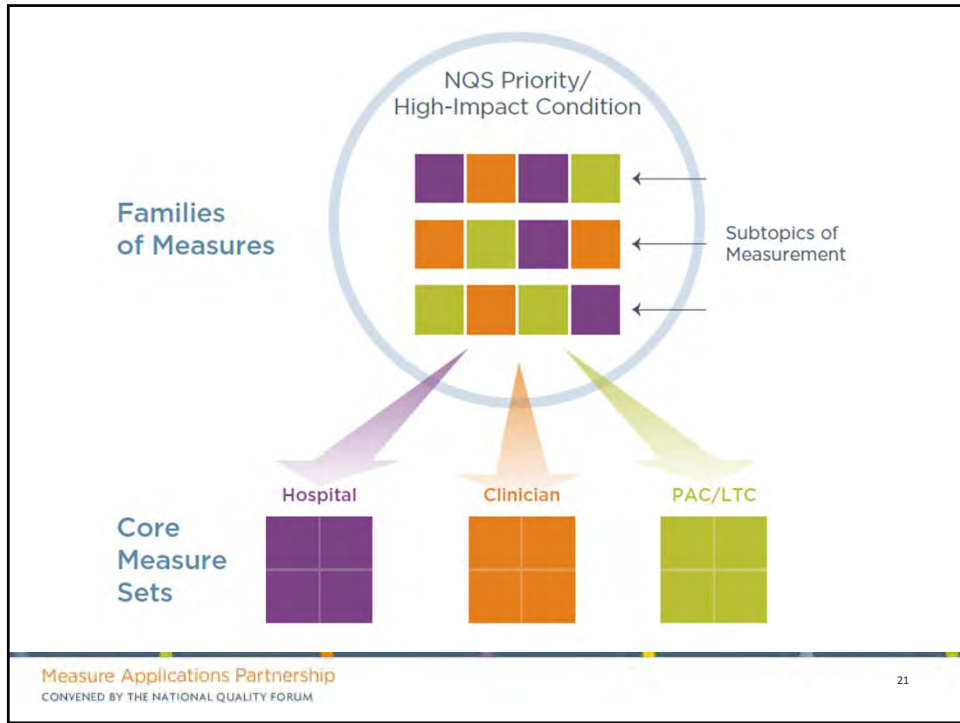 NQS Priority/
High-Impact Condition
Families
of Measures
Subtopics of
Measurement
Hospital
Clinician
PAC/LTC
Core
Measure
Sets
Measure Applications Partnership
CONVENED BY THE NATIONAL QUALITY FORUM
21